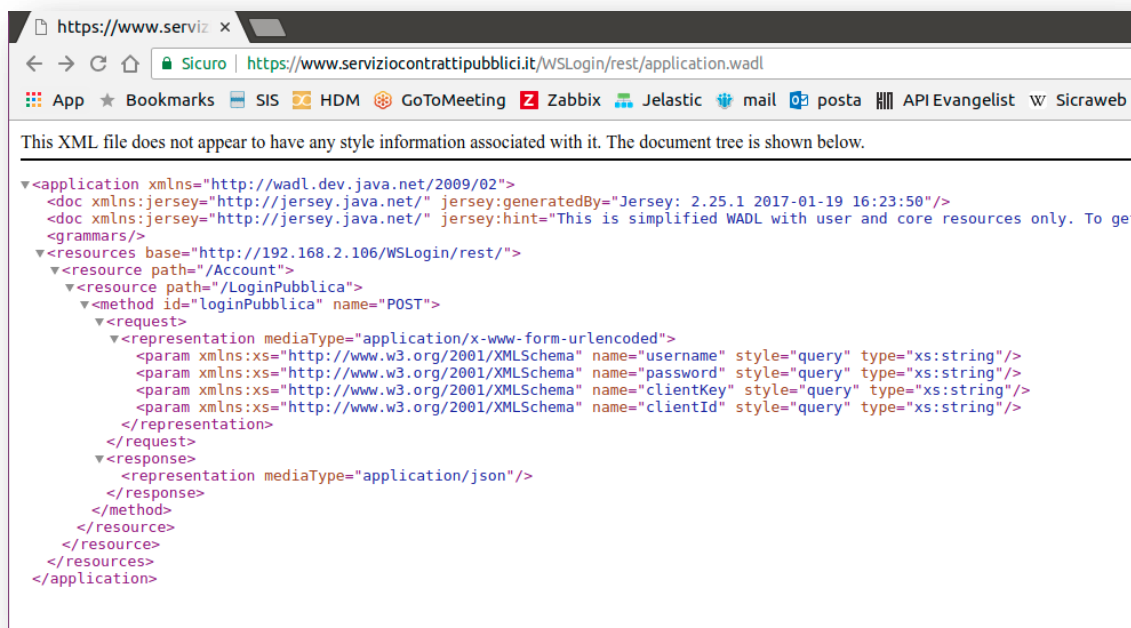 https://www.serviz
Sicuro | https://www.serviziocontrattipubblici.it/WSLogin/rest/application.wadl
App Bookmarks SIS HDM GoToMeeting Z Zabbix Jelastic mail posta API Evangelist W Sicraweb
This XML file does not appear to have any style information associated with it. The document tree is shown below.
▼<application xmlns="http://wadl.dev.java.net/2009/02">
<doc xmlns:jersey="http://jersey.java.net/" jersey:generatedBy="Jersey: 2.25.1 2017-01-19 16:23:50"/>
<doc xmlns:jersey="http://jersey.java.net/" jersey:hint="This is simplified WADL with user and core resources only. To ge
<grammars/>
▼<resources base="http://192.168.2.106/WSLogin/rest/">
▼<resource path="/Account">
▼<resource path="/LoginPubblica">
▼<method id="loginPubblica" name="POST">
▼<request>
▼<representation mediaType="application/x-www-form-urlencoded">
<param xmlns:xs="http://www.w3.org/2001/XMLSchema" name="username" style="query" type="xs:string"/>
<param xmlns:xs="http://www.w3.org/2001/XMLSchema" name="password" style="query" type="xs:string"/>
<param xmlns:xs="http://www.w3.org/2001/XMLSchema" name="clientKey" style="query" type="xs:string"/>
<param xmlns:xs="http://www.w3.org/2001/XMLSchema" name="clientId" style="query" type="xs:string"/>
</representation>
</request>
▼<response>
<representation mediaType="application/json"/>
</response>
</method>
</resource>
</resource>
</resources>
</application>